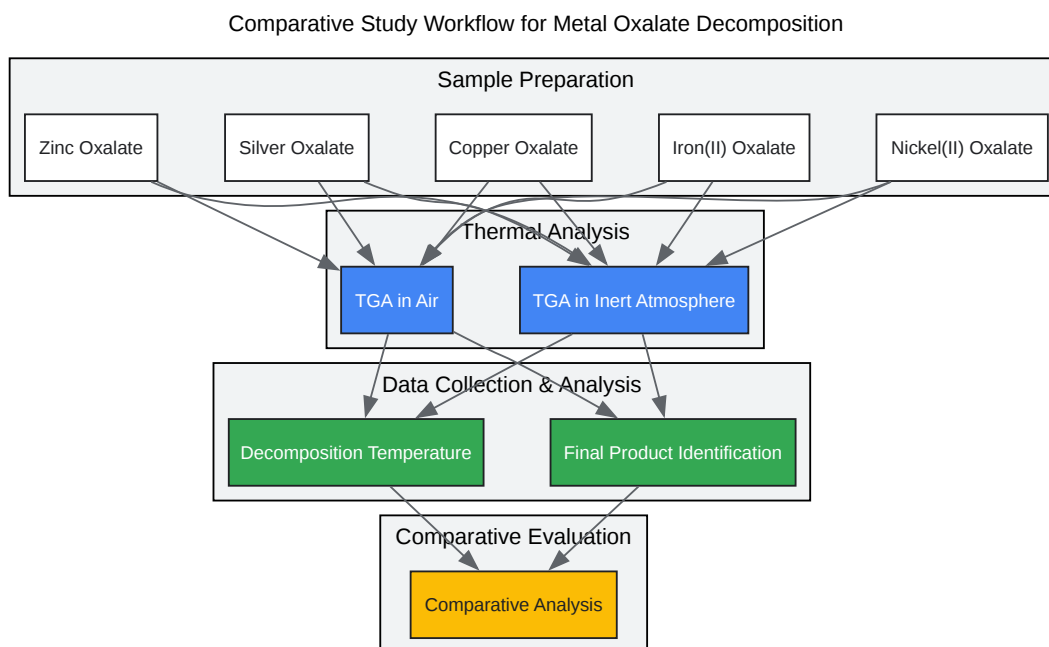 Comparative Study Workflow for Metal Oxalate Decomposition
Sample Preparation
Zinc Oxalate
Silver Oxalate
Copper Oxalate
Iron(II) Oxalate
Nickel(II) Oxalate
Thermal Analysis
TGA in Air
TGA in Inert Atmosphere
Data Collection & Analysis
Decomposition Temperature
Final Product Identification
Comparative Evaluation
Comparative Analysis